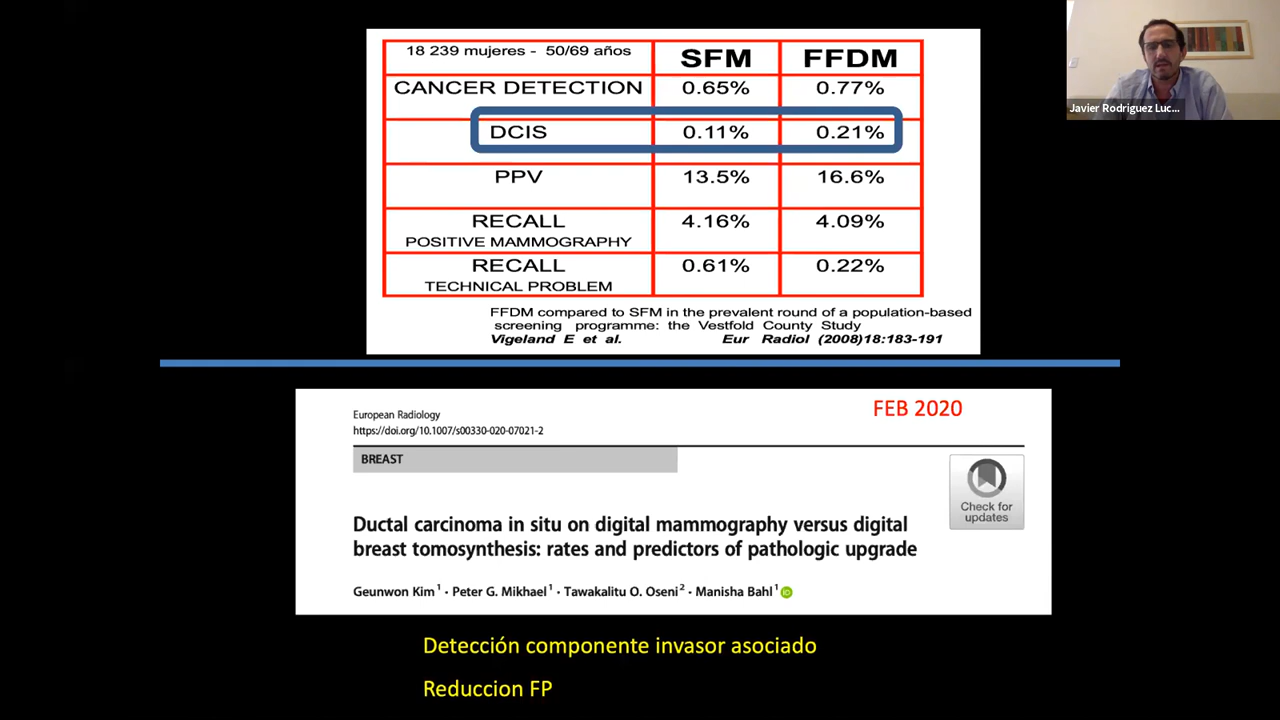 18 239 mujeres - 50/69 años SFM FFDM
CANCER DETECTION 0.65% 0.77%
DCIS 0.11% 0.21%
PPV 13.5% 16.6%
RECALL 4.16% 4.09%
POSITIVE MAMMOGRAPHY
RECALL 0.61% 0.22%
TECHNICAL PROBLEM
FFDM compared to SFM in the prevalent round of a population-based
screening programme: the Vestfold County Study
Vigeland E et al. Eur Radiol (2008)18:183-191
Javier Rodriguez Luc...
European Radiology
https://doi.org/10.1007/s00330-020-07021-2
FEB 2020
BREAST
Check for
updates
Ductal carcinoma in situ on digital mammography versus digital
breast tomosynthesis: rates and predictors of pathologic upgrade
Geunwon Kim1 · Peter G. Mikhael1 · Tawakalitu O. Oseni2 · Manisha Bahl1 iD
Detección componente invasor asociado
Reduccion FP